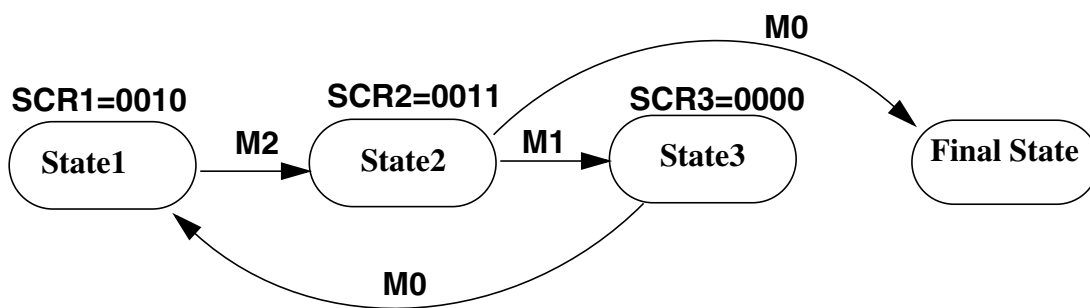 M0
SCR1=0010
SCR2=0011
SCR3=0000
State1
M2
State2
M1
State3
Final State
M0